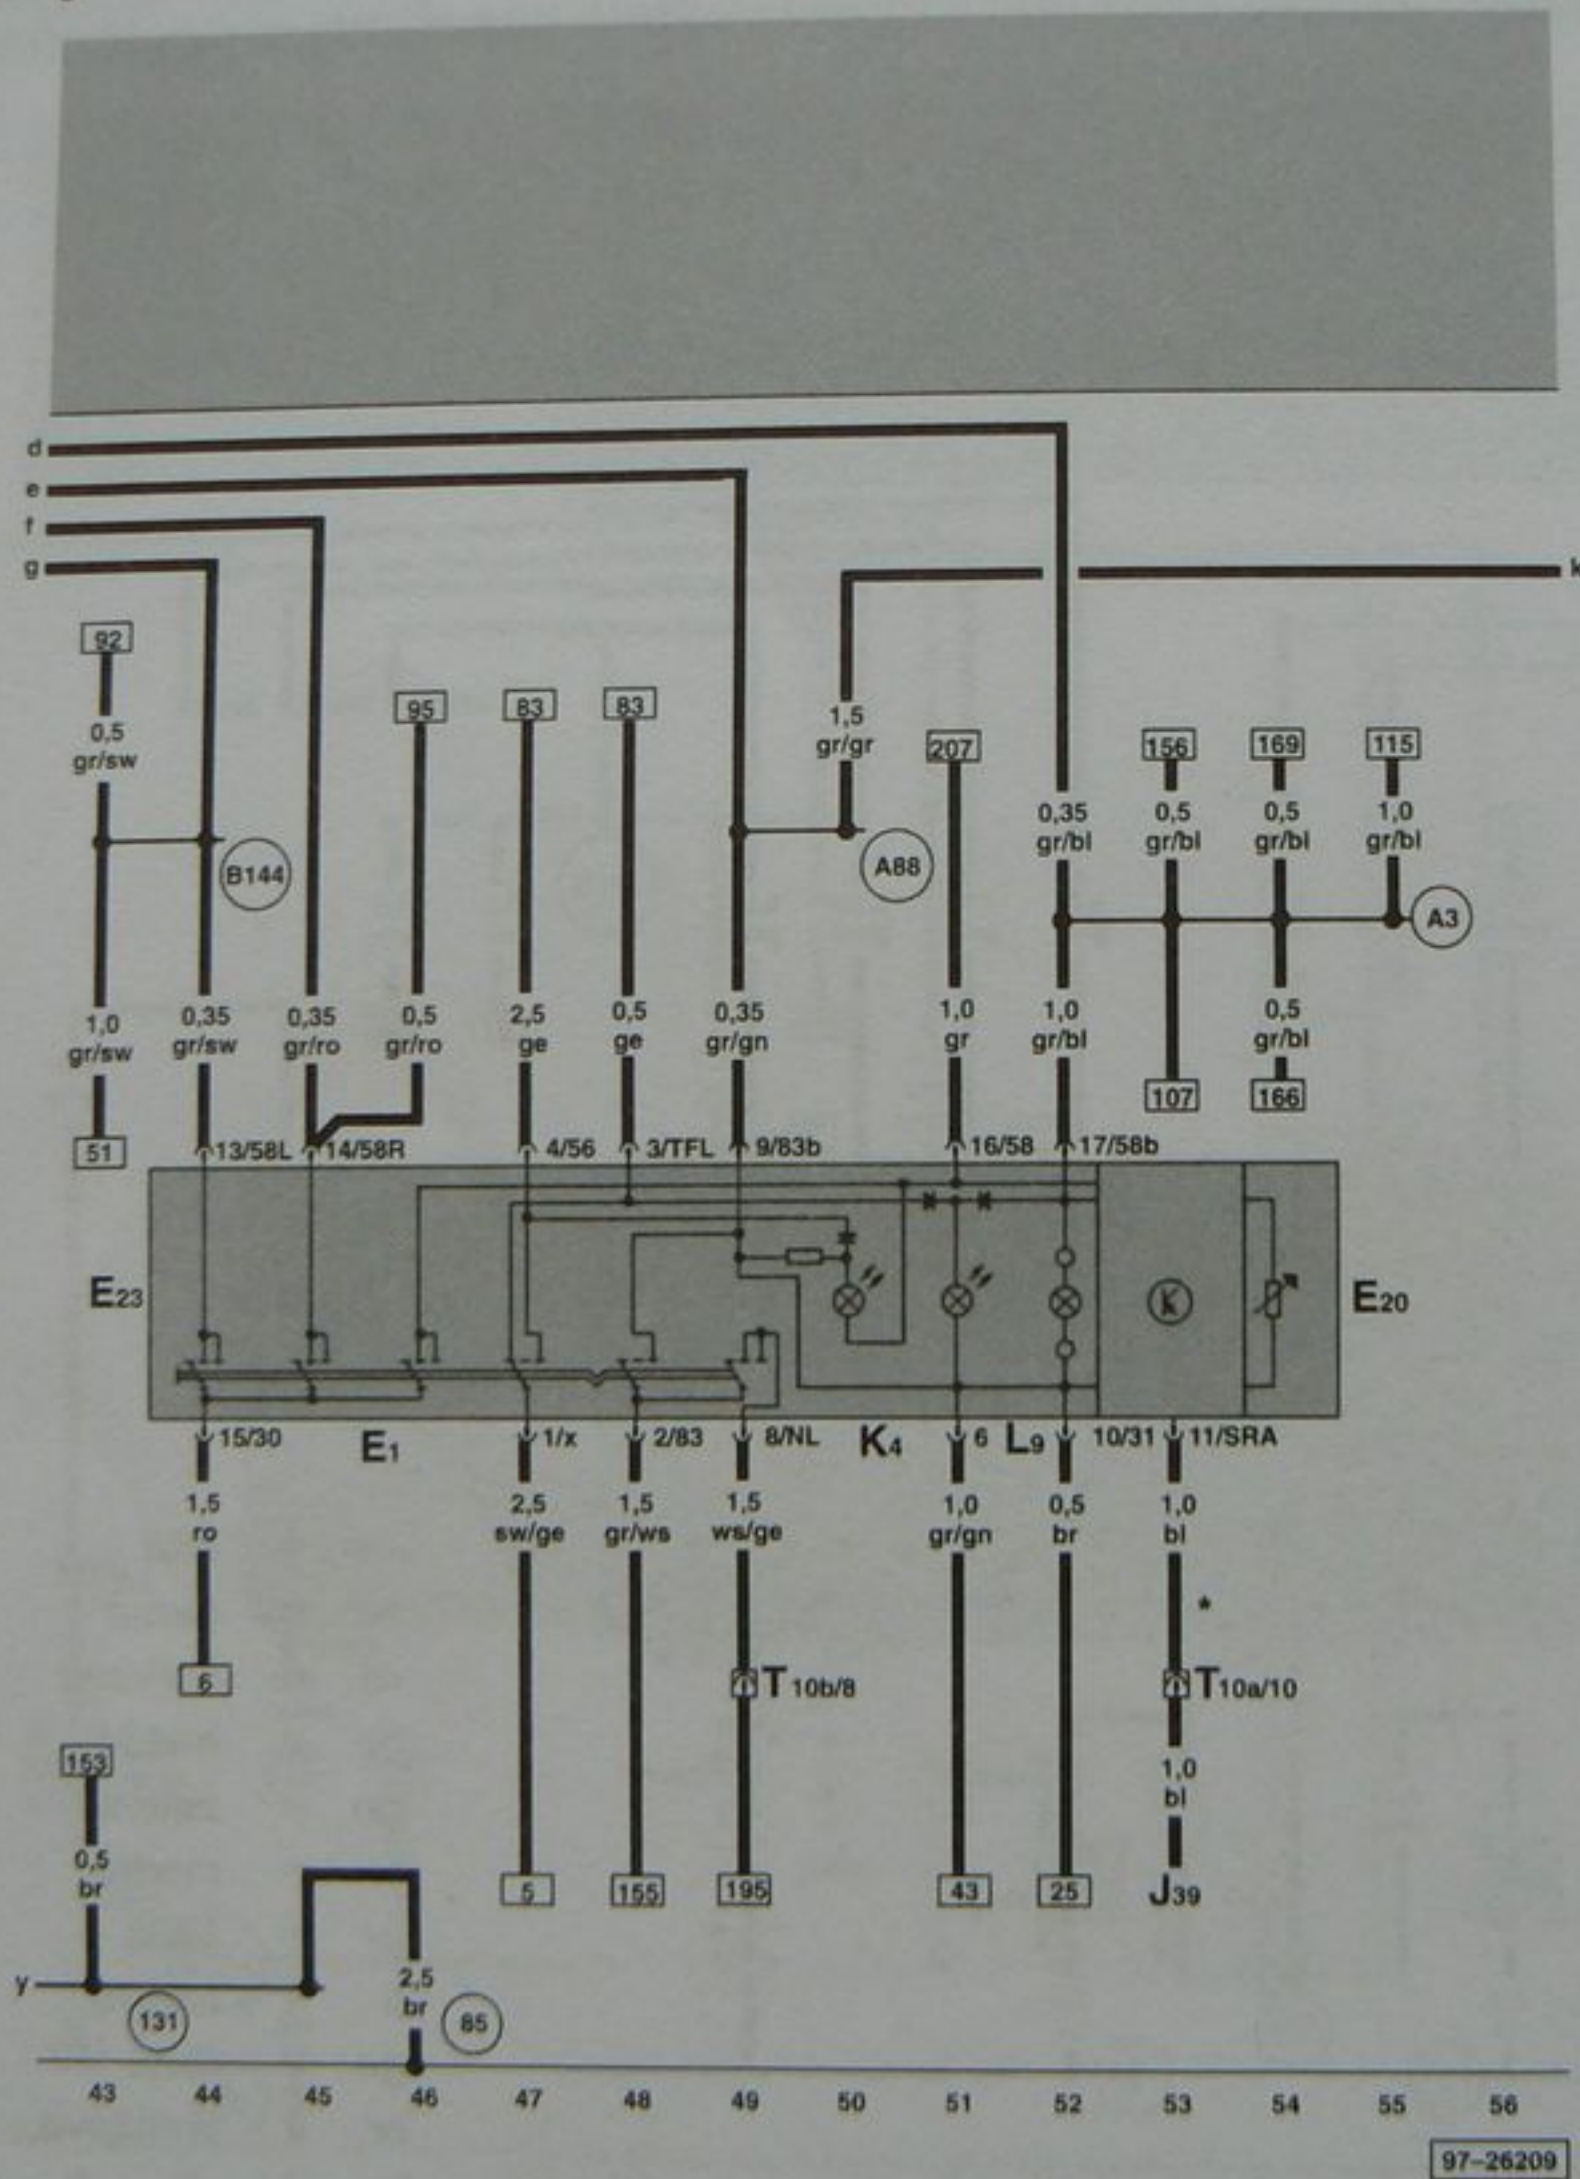 d
e
f
g
k
92
0,5
gr/sw
95
83
83
1,5
gr/gr
207
156
169
115
0,35
gr/bl
0,5
gr/bl
0,5
gr/bl
1,0
gr/bl
B144
A88
A3
1,0
gr/sw
0,35
gr/sw
0,35
gr/ro
0,5
gr/ro
2,5
ge
0,5
ge
0,35
gr/gn
1,0
gr
1,0
gr/bl
0,5
gr/bl
107
166
51
13/58L
14/58R
4/56
3/TFL
9/83b
16/58
17/58b
E23
E20
15/30
E1
1/x
2/83
8/NL
K4
6
L9
10/31
11/SRA
1,5
ro
2,5
sw/ge
1,5
gr/ws
1,5
ws/ge
1,0
gr/gn
0,5
br
1,0
bl
*
6
T10b/8
T10a/10
153
1,0
bl
0,5
br
5
155
195
43
25
J39
y
131
2,5
br
85
43 44 45 46 47 48 49 50 51 52 53 54 55 56
97-26209